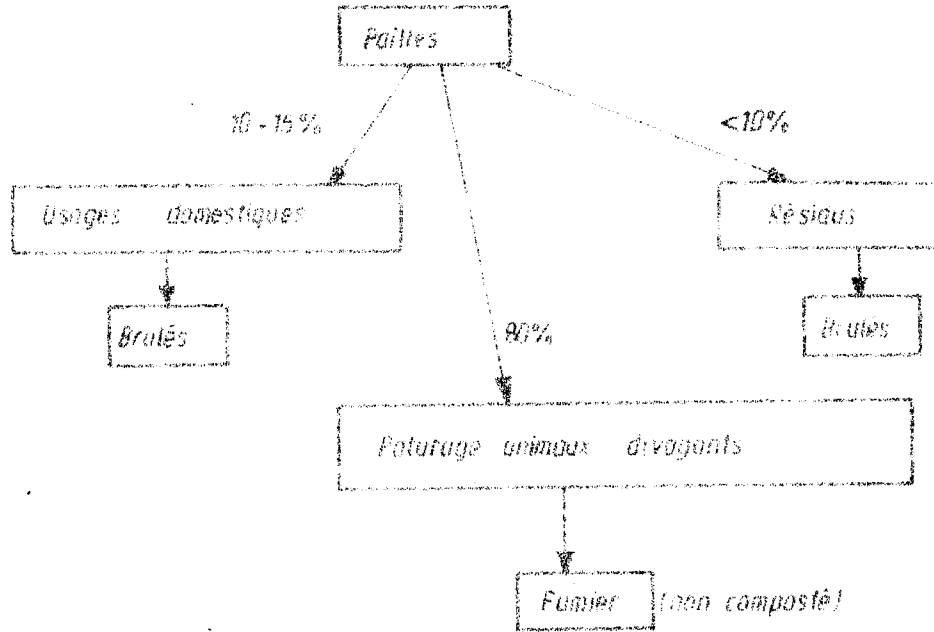 Pailles
10 - 15%
<10%
Usages domestiques
Résidus
Brulés
Brulés
80%
Paturage animaux divagants
Fumier (non composté)